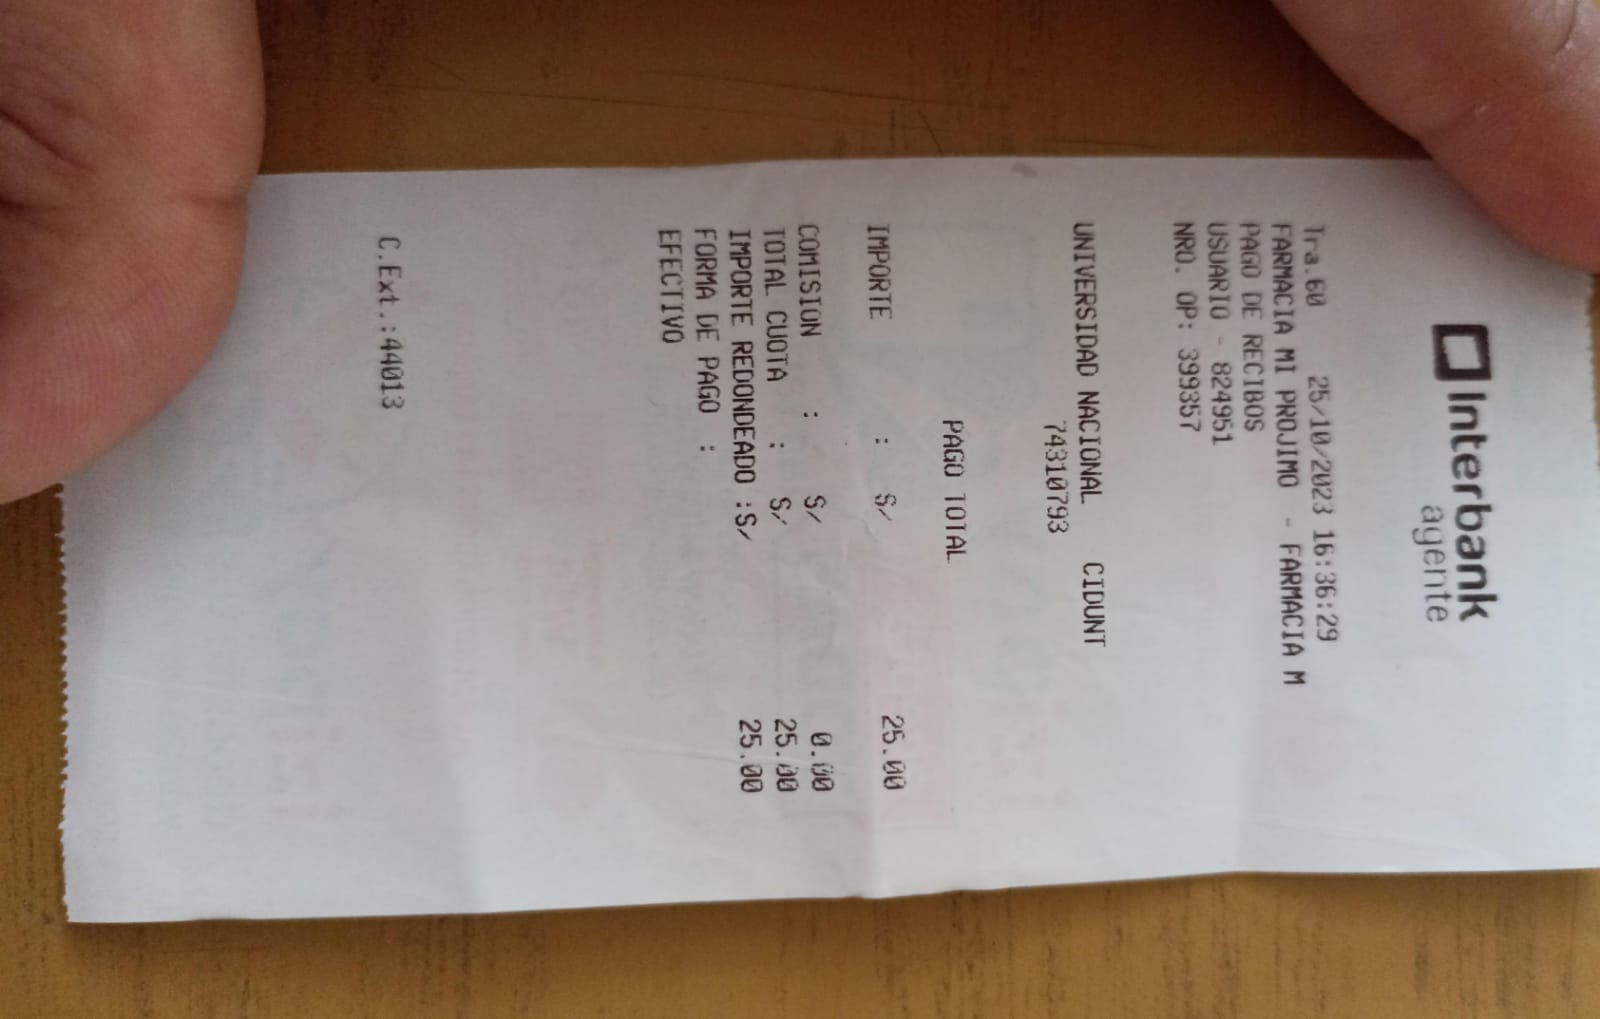 Interbank
agente
Tra.60 25/10/2023 16:36:29
FARMACIA MI PROJIMO - FARMACIA M
PAGO DE RECIBOS
USUARIO - 824951
NRO. OP: 399357
UNIVERSIDAD NACIONAL CIDUNT
74310793
PAGO TOTAL
IMPORTE : S/ 25.00
COMISION : S/ 0.00
TOTAL CUOTA : S/ 25.00
IMPORTE REDONDEADO :S/ 25.00
FORMA DE PAGO :
EFECTIVO
C.Ext.:44013